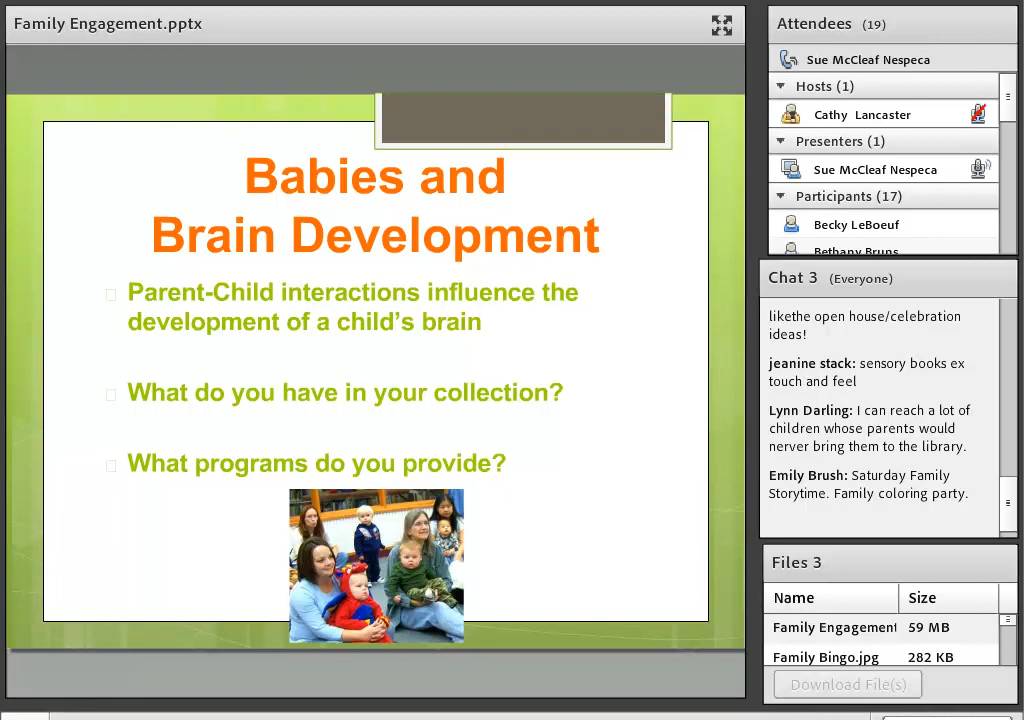 Family Engagement.pptx
Babies and
Brain Development
Parent-Child interactions influence the
development of a child's brain
What do you have in your collection?
What programs do you provide?
Attendees (19)
Sue McCleaf Nespeca
Hosts (1)
Cathy Lancaster
Presenters (1)
Sue McCleaf Nespeca
Participants (17)
Becky LeBoeuf
Bethany Bruns
Chat 3 (Everyone)
likethe open house/celebration
ideas!
jeanine stack: sensory books ex
touch and feel
Lynn Darling: I can reach a lot of
children whose parents would
nerver bring them to the library.
Emily Brush: Saturday Family
Storytime. Family coloring party.
Files 3
Name Size
Family Engagement 59 MB
Family Bingo.jpg 282 KB
Download File(s)